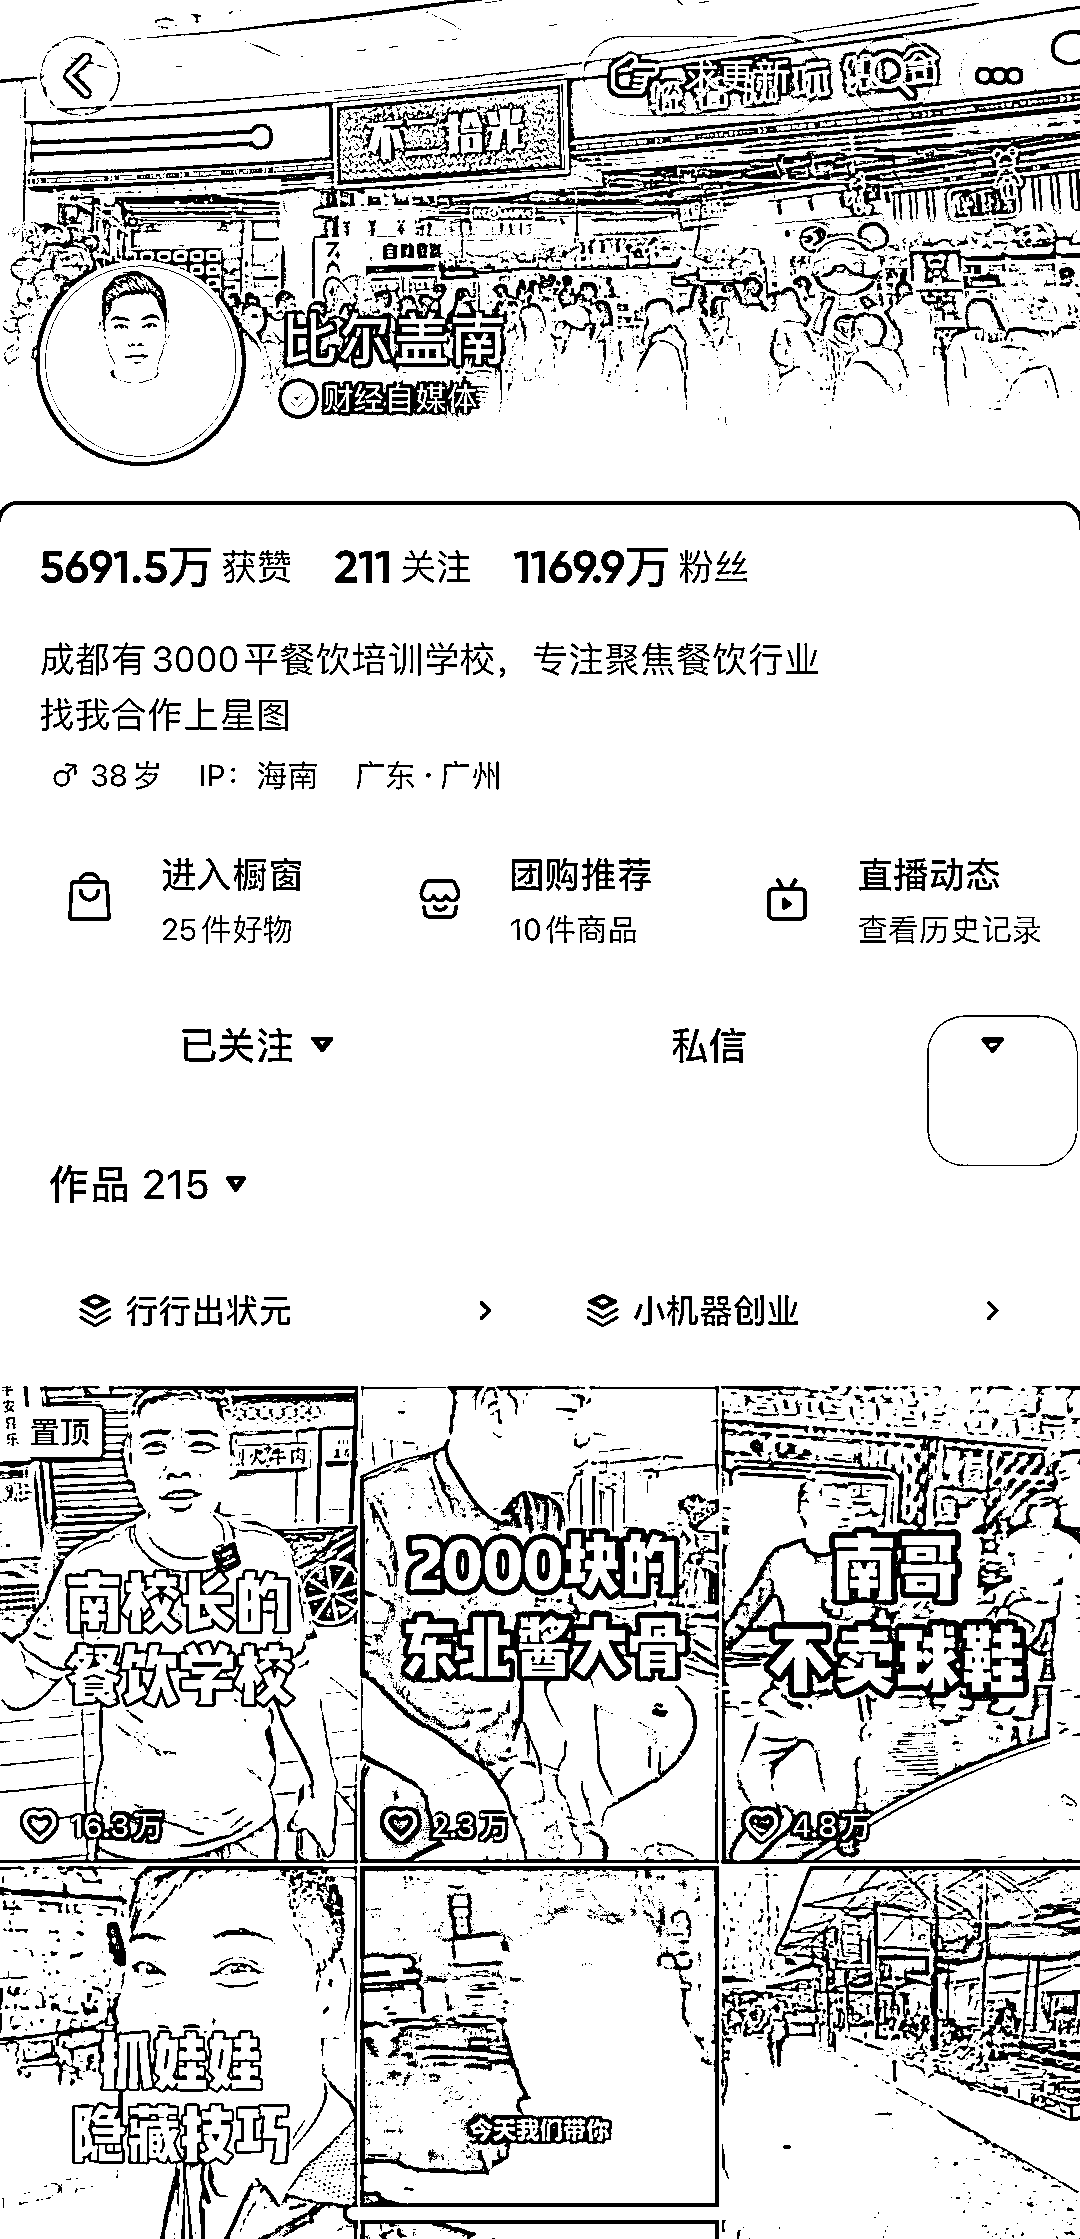 求更新
不二拾光
比尔盖南
财经自媒体
5691.5万 获赞 211 关注 1169.9万 粉丝
成都有3000平餐饮培训学校，专注聚焦餐饮行业
找我合作上星图
♂ 38岁 IP：海南 广东·广州
进入橱窗 团购推荐 直播动态
25件好物 10件商品 查看历史记录
已关注 私信
作品 215
行行出状元 小机器创业
置顶
火牛肉
南校长的
餐饮学校
16.3万
2000块的
东北酱大骨
2.3万
南哥
不卖球鞋
4.8万
抓娃娃
隐藏技巧
今天我们带你